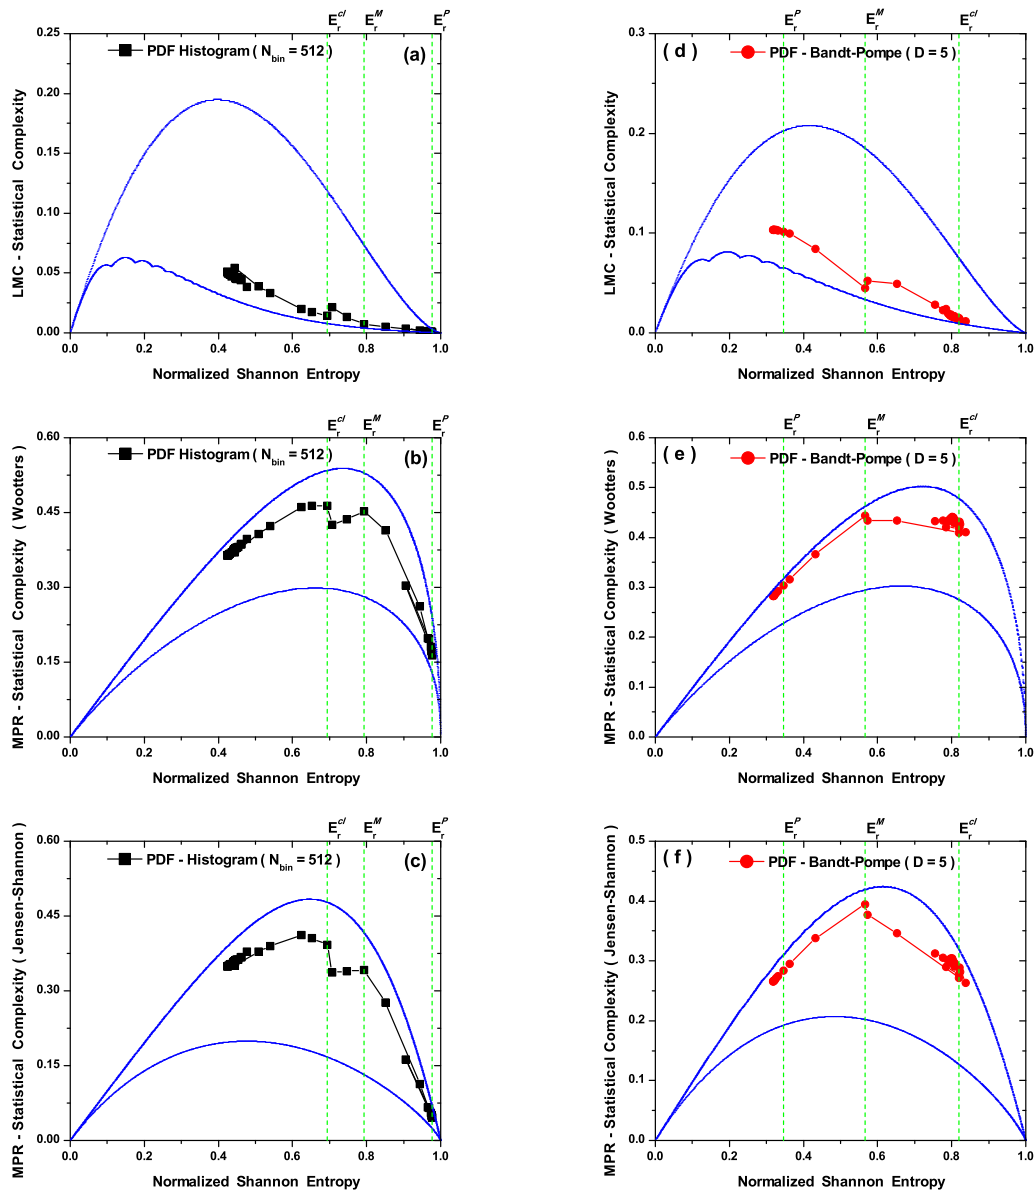 E_r^cl E_r^M E_r^P
PDF Histogram ( N_bin = 512 )
(a)
LMC - Statistical Complexity
0.25
0.20
0.15
0.10
0.05
0.00
0.0 0.2 0.4 0.6 0.8 1.0
Normalized Shannon Entropy
E_r^P E_r^M E_r^cl
( d )
PDF - Bandt-Pompe ( D = 5 )
LMC - Statistical Complexity
0.3
0.2
0.1
0.0
0.0 0.2 0.4 0.6 0.8 1.0
Normalized Shannon Entropy
E_r^cl E_r^M E_r^P
PDF Histogram ( N_bin = 512 )
(b)
MPR - Statistical Complexity ( Wootters )
0.60
0.45
0.30
0.15
0.00
0.0 0.2 0.4 0.6 0.8 1.0
Normalized Shannon Entropy
E_r^P E_r^M E_r^cl
( e )
PDF - Bandt-Pompe ( D = 5 )
MPR - Statistical Complexity ( Wootters )
0.6
0.5
0.4
0.3
0.2
0.1
0.0
0.0 0.2 0.4 0.6 0.8 1.0
Normalized Shannon Entropy
E_r^cl E_r^M E_r^P
PDF - Histogram ( N_bin = 512 )
(c)
MPR - Statistical Complexity ( Jensen-Shannon )
0.60
0.45
0.30
0.15
0.00
0.0 0.2 0.4 0.6 0.8 1.0
Normalized Shannon Entropy
E_r^P E_r^M E_r^cl
( f )
PDF - Bandt-Pompe ( D = 5 )
MPR - Statistical Complexity ( Jensen-Shannon )
0.5
0.4
0.3
0.2
0.1
0.0
0.0 0.2 0.4 0.6 0.8 1.0
Normalized Shannon Entropy